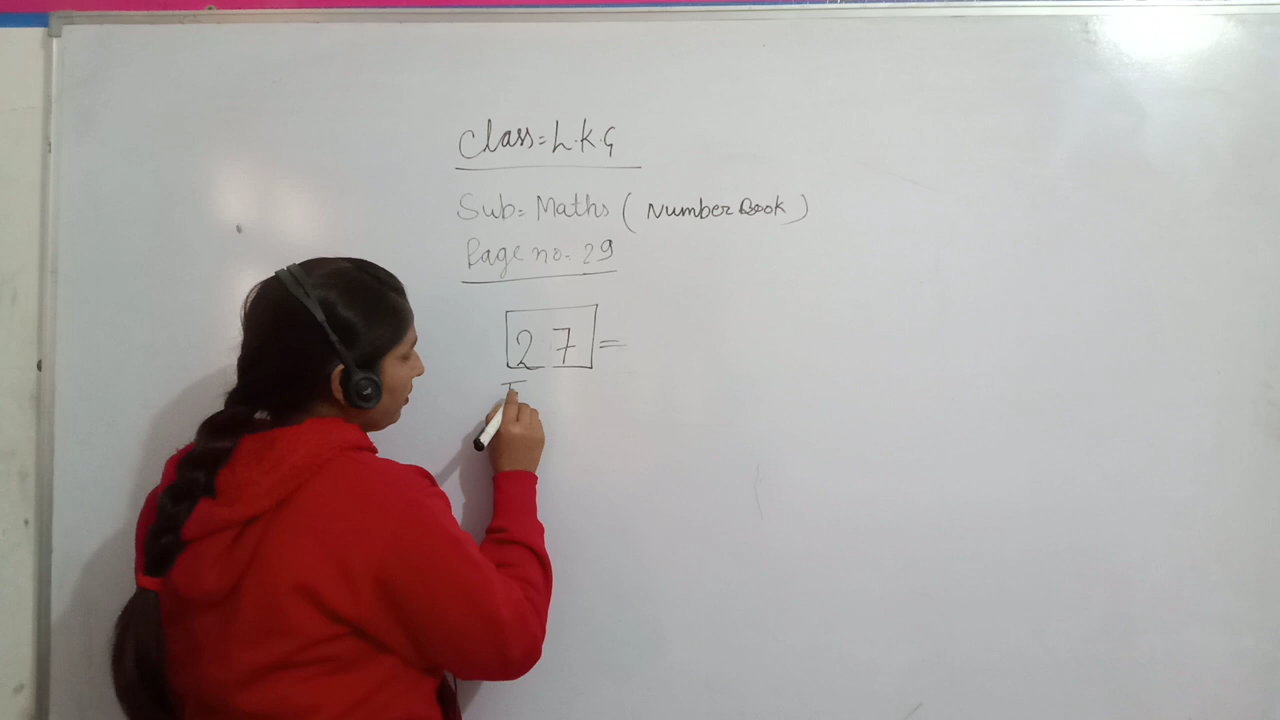 Class=L.K.G
Sub=Maths (Number Book)
Page no.=29
27=
T